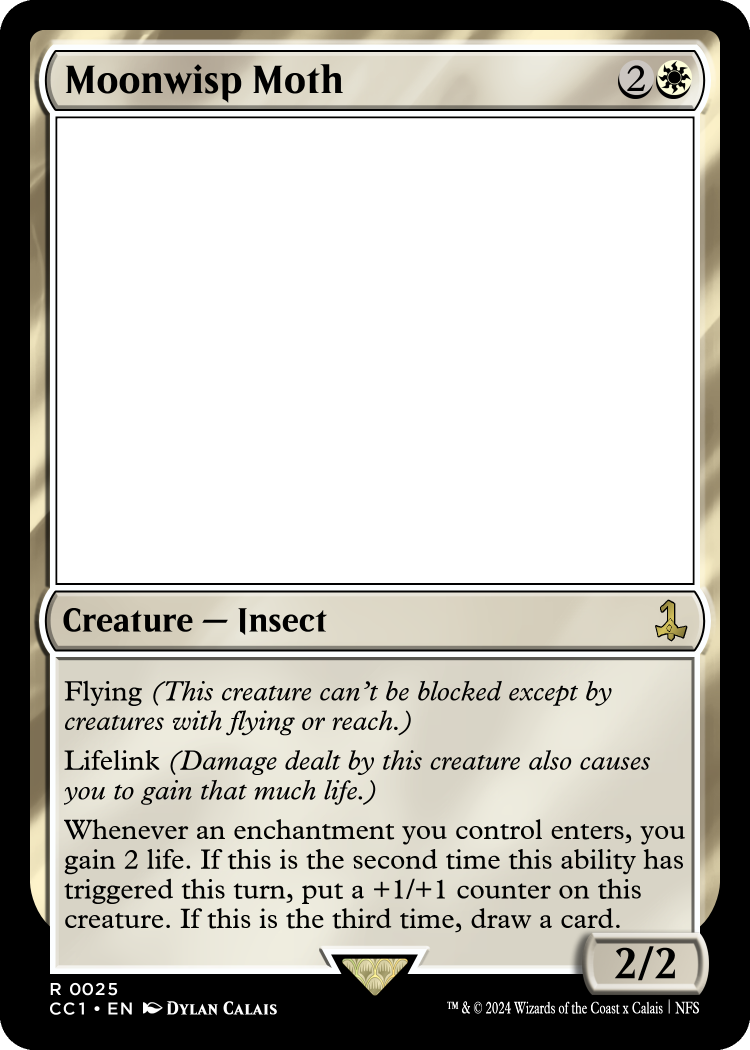 Moonwisp Moth 2
Creature — Insect
Flying (This creature can't be blocked except by
creatures with flying or reach.)
Lifelink (Damage dealt by this creature also causes
you to gain that much life.)
Whenever an enchantment you control enters, you
gain 2 life. If this is the second time this ability has
triggered this turn, put a +1/+1 counter on this
creature. If this is the third time, draw a card.
2/2
R 0025
CC1 • EN Dylan Calais
™ & © 2024 Wizards of the Coast x Calais | NFS